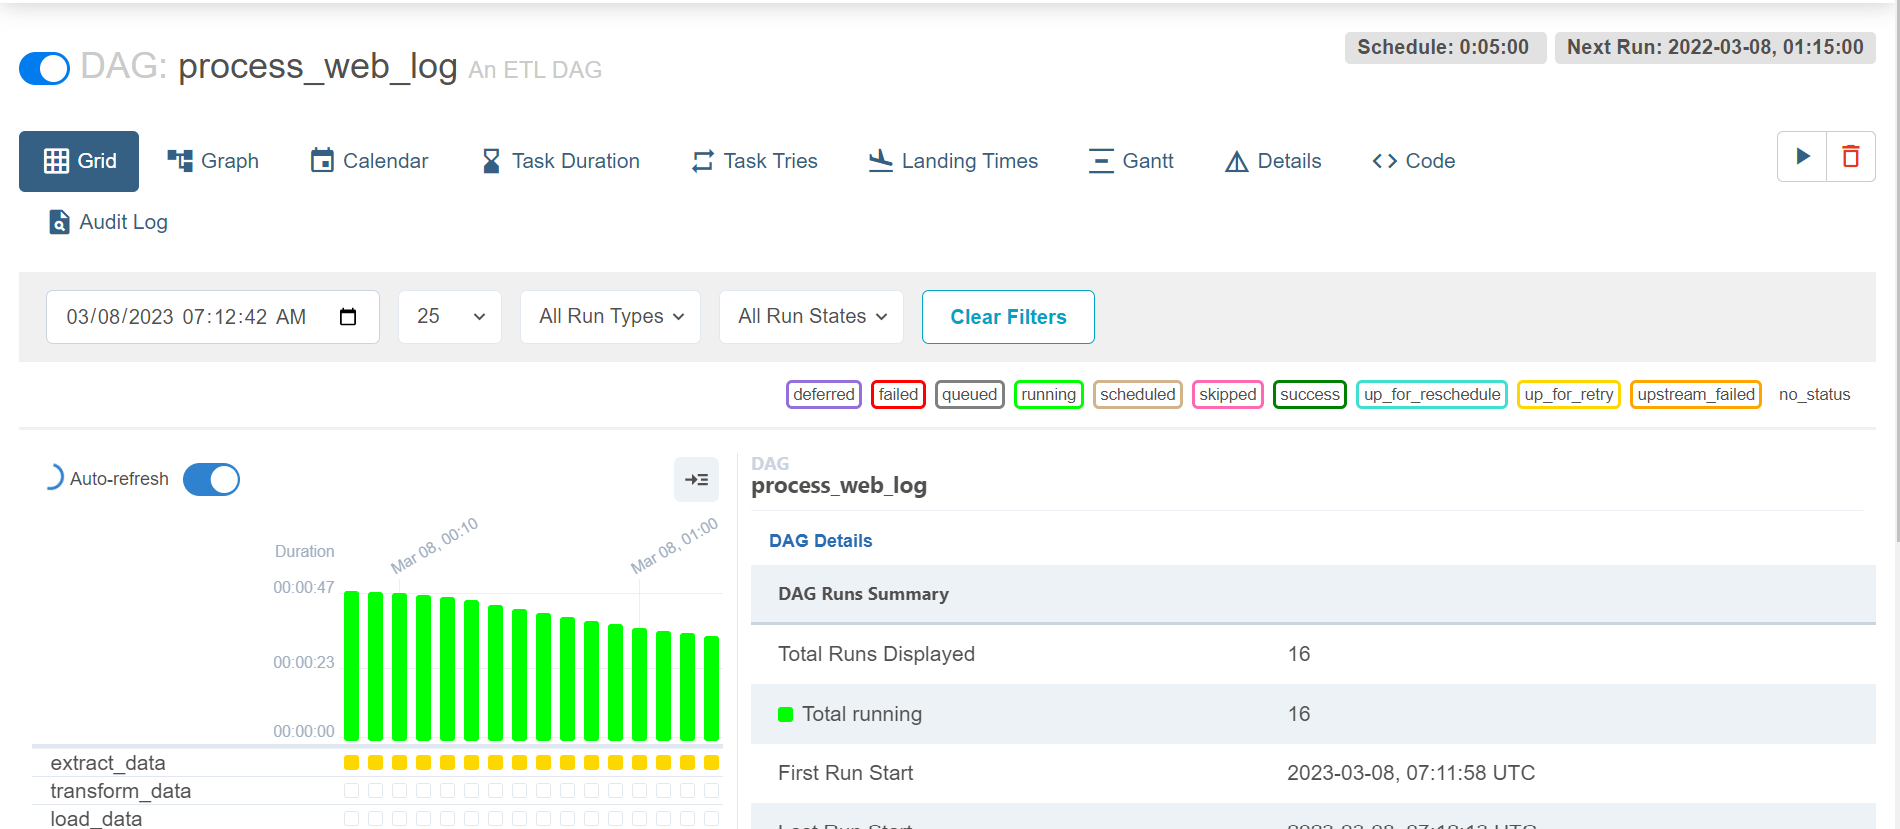 DAG: process_web_log An ETL DAG
Schedule: 0:05:00
Next Run: 2022-03-08, 01:15:00
Grid
Graph
Calendar
Task Duration
Task Tries
Landing Times
Gantt
Details
Code
Audit Log
03/08/2023 07:12:42 AM
25
All Run Types
All Run States
Clear Filters
deferred
failed
queued
running
scheduled
skipped
success
up_for_reschedule
up_for_retry
upstream_failed
no_status
Auto-refresh
Duration
Mar 08, 00:10
Mar 08, 01:00
00:00:47
00:00:23
00:00:00
extract_data
transform_data
load_data
DAG
process_web_log
DAG Details
DAG Runs Summary
Total Runs Displayed 16
Total running 16
First Run Start 2023-03-08, 07:11:58 UTC